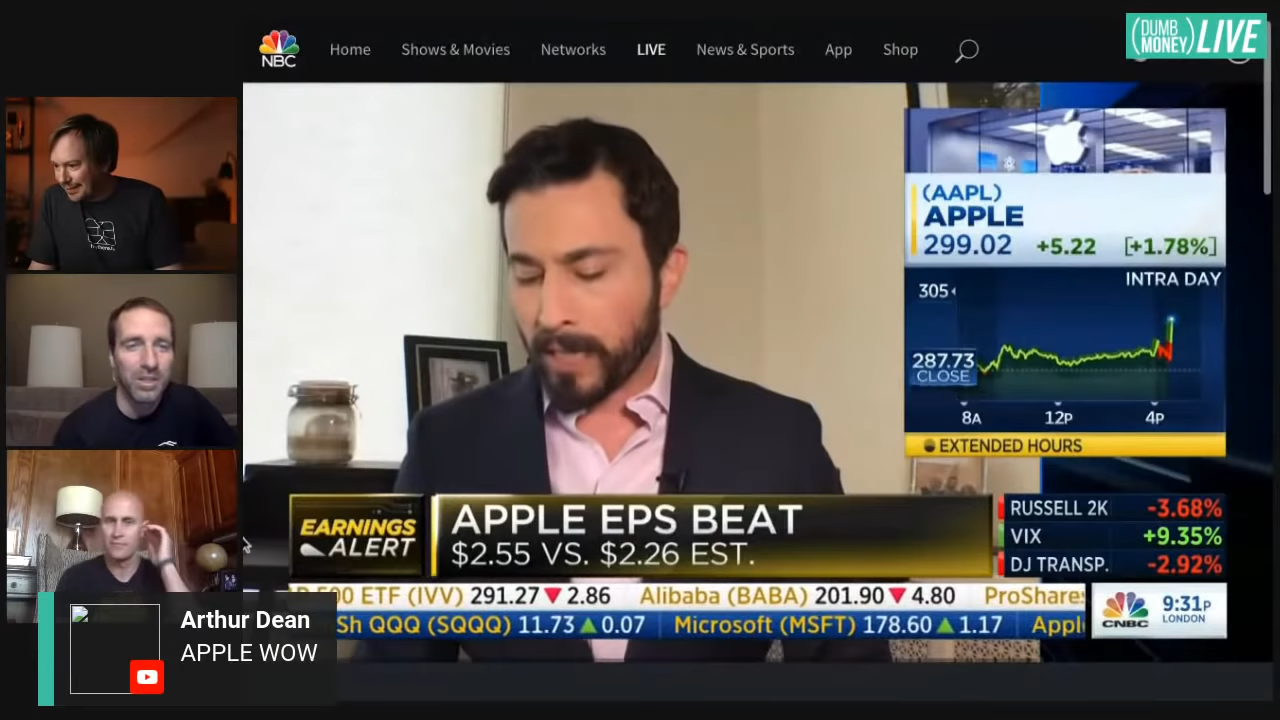 (DUMB MONEY) LIVE
NBC
Home Shows & Movies Networks LIVE News & Sports App Shop
(AAPL)
APPLE
299.02 +5.22 [+1.78%]
INTRA DAY
305
287.73
CLOSE
8A 12P 4P
EXTENDED HOURS
EARNINGS
ALERT
APPLE EPS BEAT
$2.55 VS. $2.26 EST.
RUSSELL 2K -3.68%
VIX +9.35%
DJ TRANSP. -2.92%
500 ETF (IVV) 291.27 ▼ 2.86 Alibaba (BABA) 201.90 ▼ 4.80 ProShares
Sh QQQ (SQQQ) 11.73 ▲ 0.07 Microsoft (MSFT) 178.60 ▲ 1.17 Appl
CNBC
9:31P
LONDON
Arthur Dean
APPLE WOW